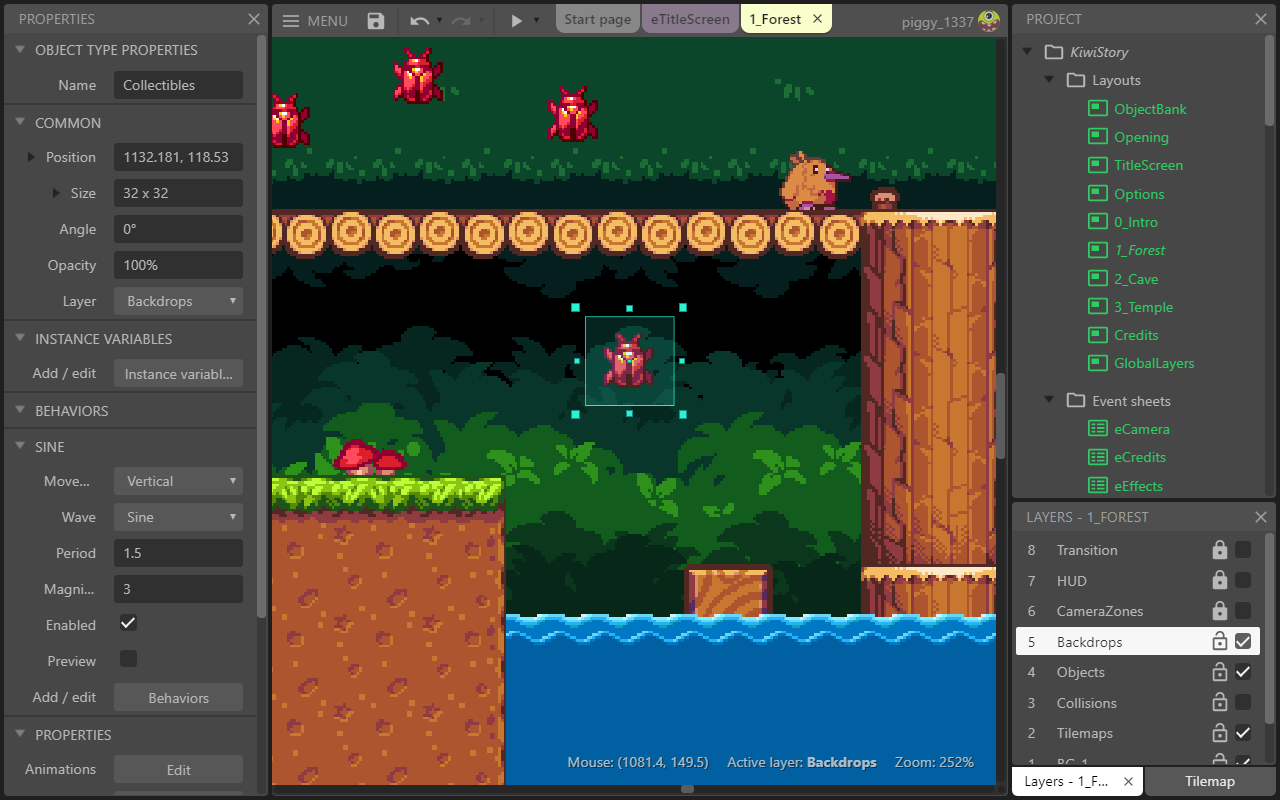 PROPERTIES
OBJECT TYPE PROPERTIES
Name Collectibles
COMMON
Position 1132.181, 118.53
Size 32 x 32
Angle 0°
Opacity 100%
Layer Backdrops
INSTANCE VARIABLES
Add / edit Instance variabl...
BEHAVIORS
SINE
Move... Vertical
Wave Sine
Period 1.5
Magni... 3
Enabled
Preview
Add / edit Behaviors
PROPERTIES
Animations Edit
MENU
Start page eTitleScreen 1_Forest
piggy_1337
Mouse: (1081.4, 149.5) Active layer: Backdrops Zoom: 252%
PROJECT
KiwiStory
Layouts
ObjectBank
Opening
TitleScreen
Options
0_Intro
1_Forest
2_Cave
3_Temple
Credits
GlobalLayers
Event sheets
eCamera
eCredits
eEffects
LAYERS - 1_FOREST
8 Transition
7 HUD
6 CameraZones
5 Backdrops
4 Objects
3 Collisions
2 Tilemaps
1 BG_1
Layers - 1_F... Tilemap